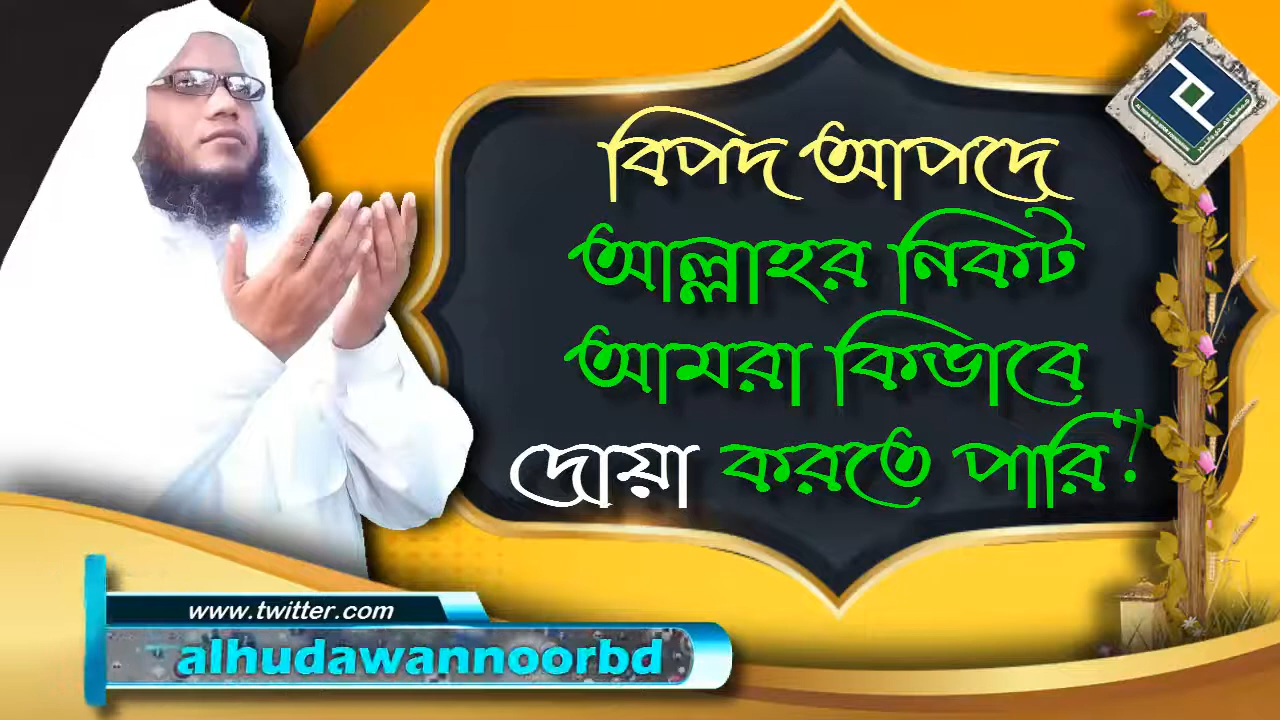 বিপদ আপদে
আল্লাহর নিকট
আমরা কিভাবে
দোয়া করতে পারি!
www.twitter.com
alhudawannoorbd